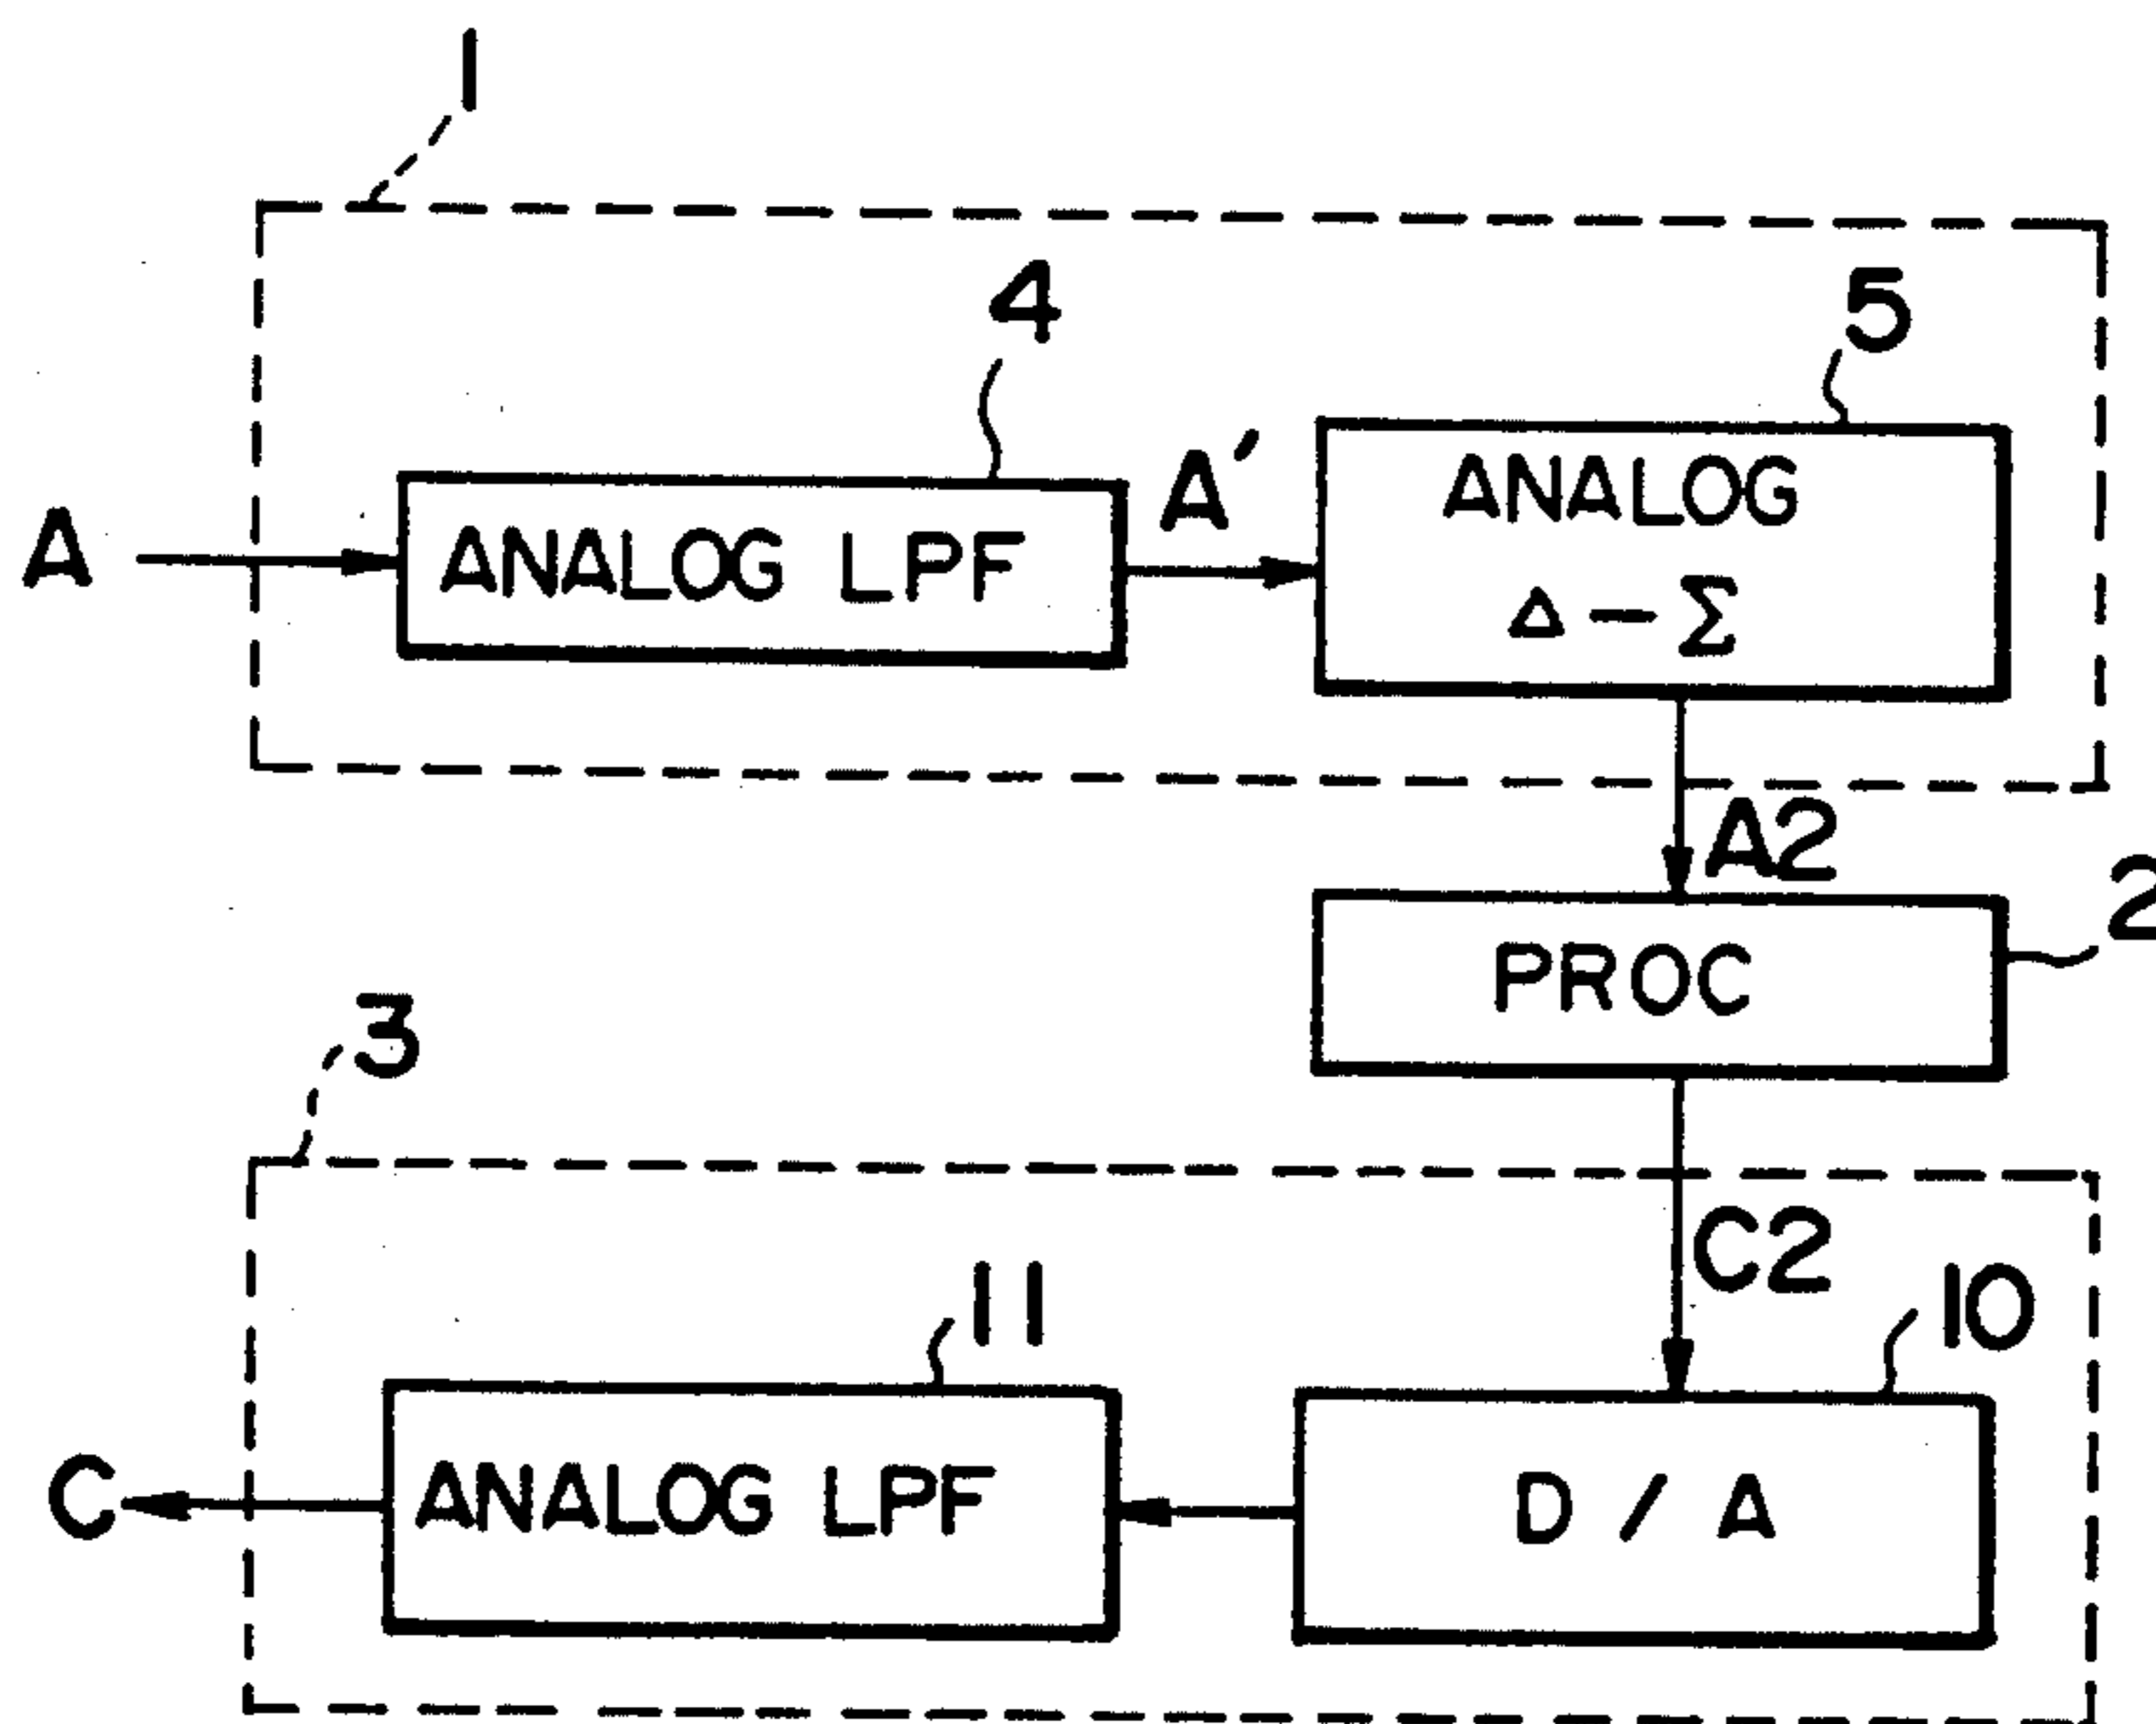 1
4
5
A
ANALOG LPF
A'
ANALOG
Δ-Σ
A2
2
PROC
3
C2
11
10
C
ANALOG LPF
D / A